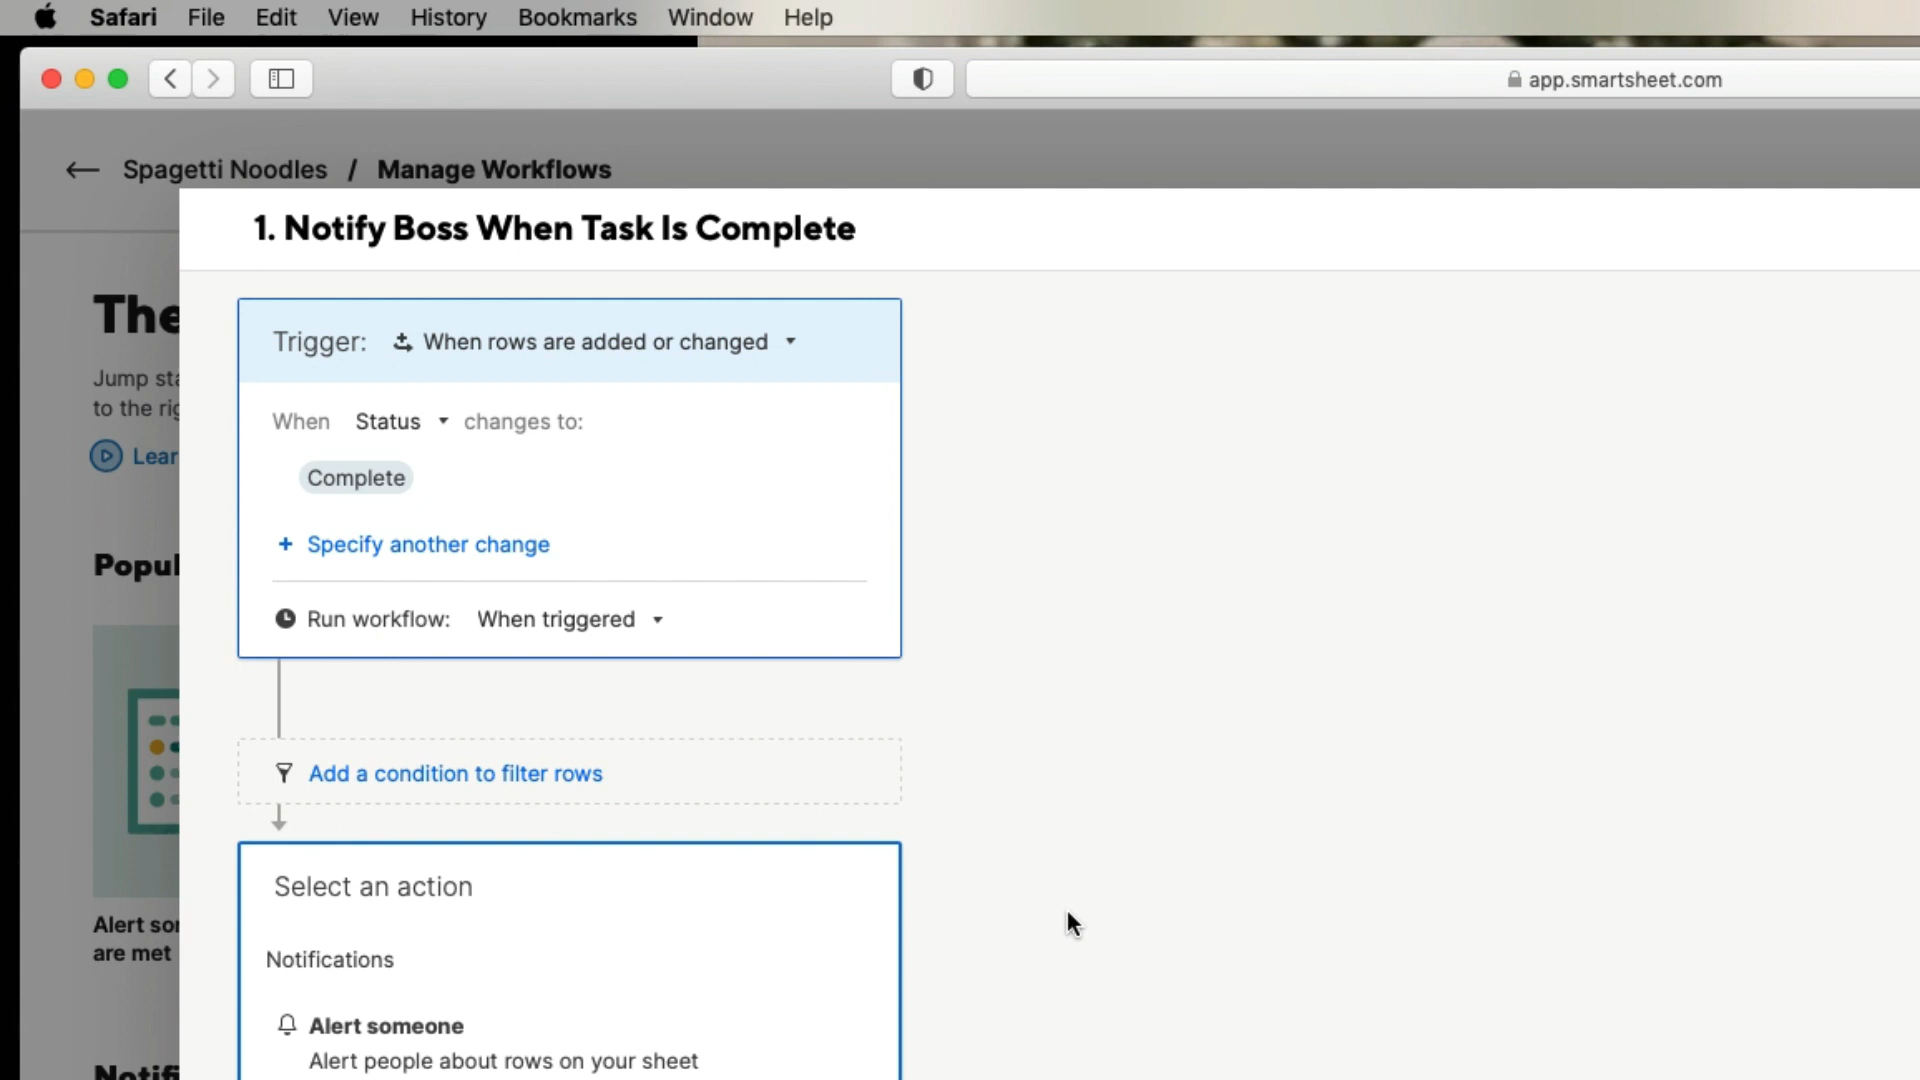 Safari File Edit View History Bookmarks Window Help
app.smartsheet.com
Spagetti Noodles / Manage Workflows
1. Notify Boss When Task Is Complete
The
Jump sta
to the rig
Lear
Popul
Alert sor
are met
Notifi
Trigger: When rows are added or changed
When Status changes to:
Complete
+ Specify another change
Run workflow: When triggered
Add a condition to filter rows
Select an action
Notifications
Alert someone
Alert people about rows on your sheet